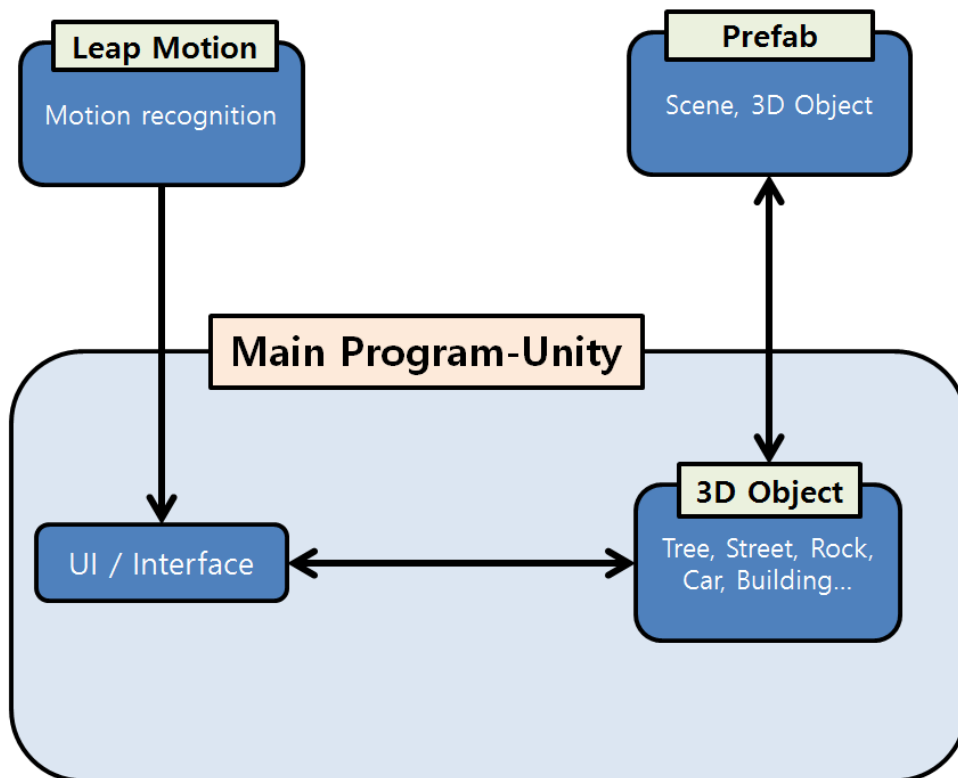 Leap Motion
Motion recognition
Prefab
Scene, 3D Object
Main Program-Unity
UI / Interface
3D Object
Tree, Street, Rock,
Car, Building...